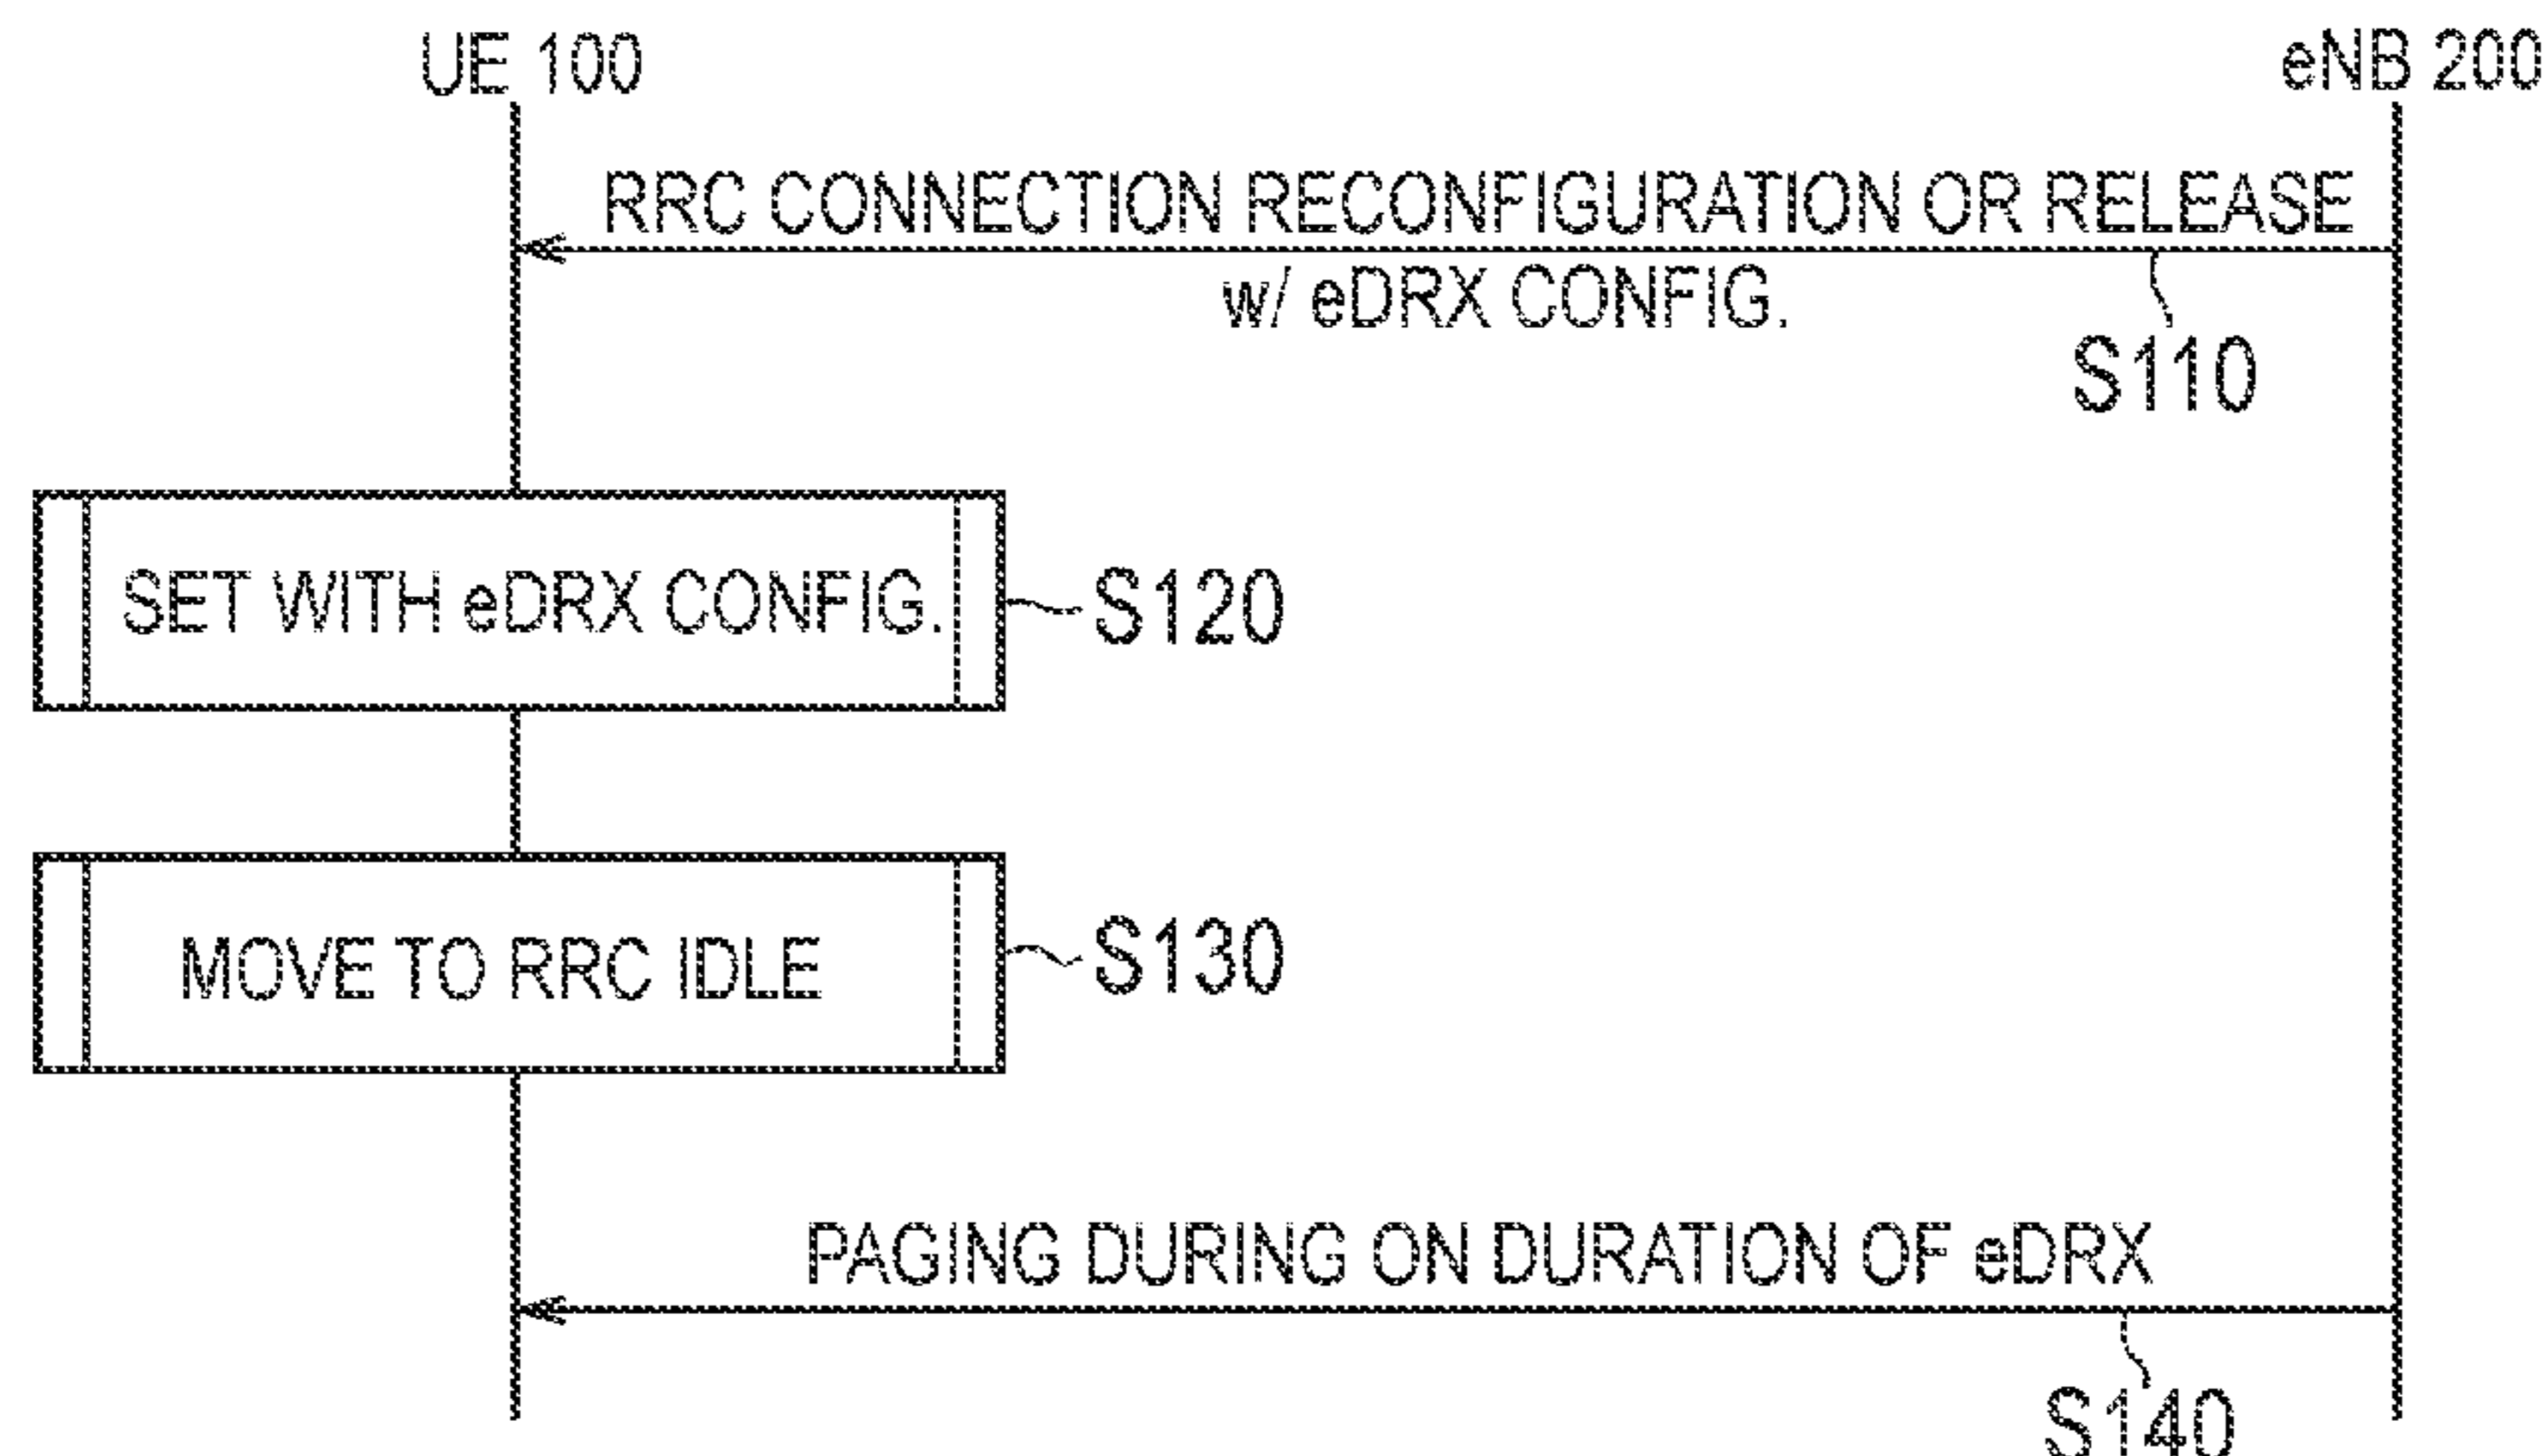 UE 100
eNB 200
RRC CONNECTION RECONFIGURATION OR RELEASE
w/ eDRX CONFIG.
S110
SET WITH eDRX CONFIG.
S120
MOVE TO RRC IDLE
S130
PAGING DURING ON DURATION OF eDRX
S140